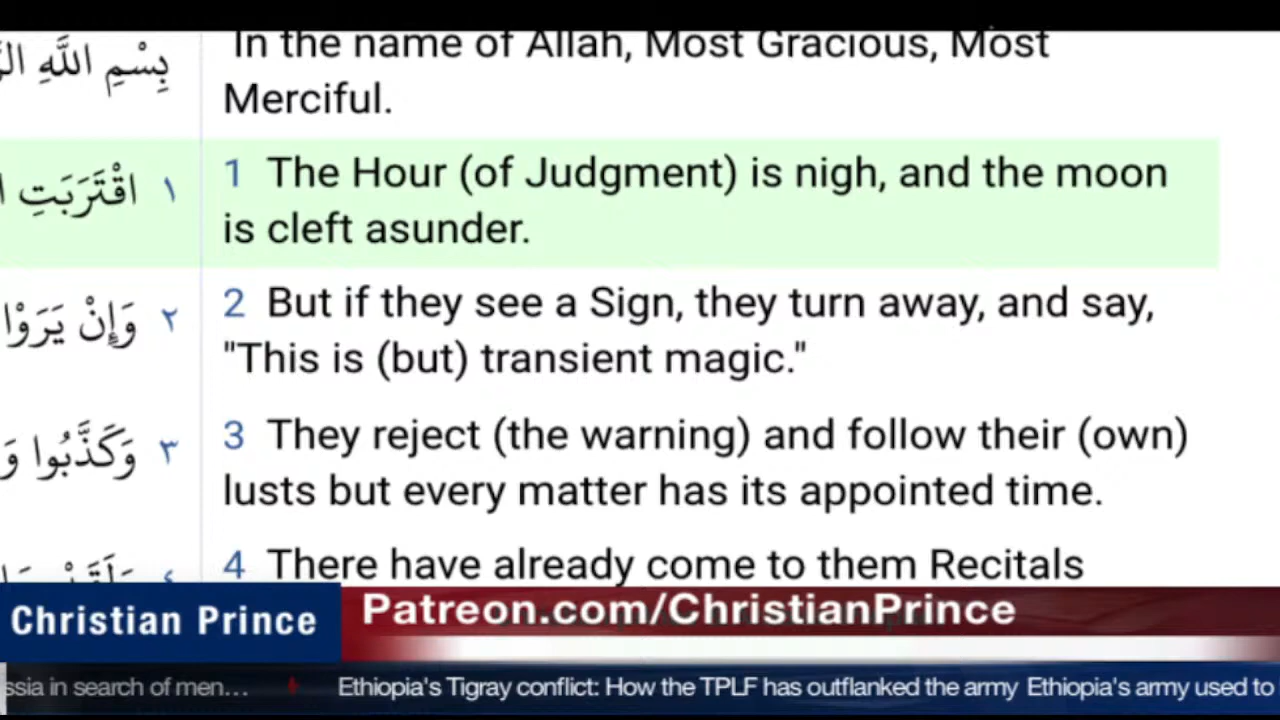 بِسْمِ اللَّهِ
In the name of Allah, Most Gracious, Most
Merciful.
١ اقْتَرَبَتِ
1 The Hour (of Judgment) is nigh, and the moon
is cleft asunder.
٢ وَإِنْ يَرَوْا
2 But if they see a Sign, they turn away, and say,
"This is (but) transient magic."
٣ وَكَذَّبُوا
3 They reject (the warning) and follow their (own)
lusts but every matter has its appointed time.
4 There have already come to them Recitals
Christian Prince
Patreon.com/ChristianPrince
ssia in search of men... Ethiopia's Tigray conflict: How the TPLF has outflanked the army Ethiopia's army used to